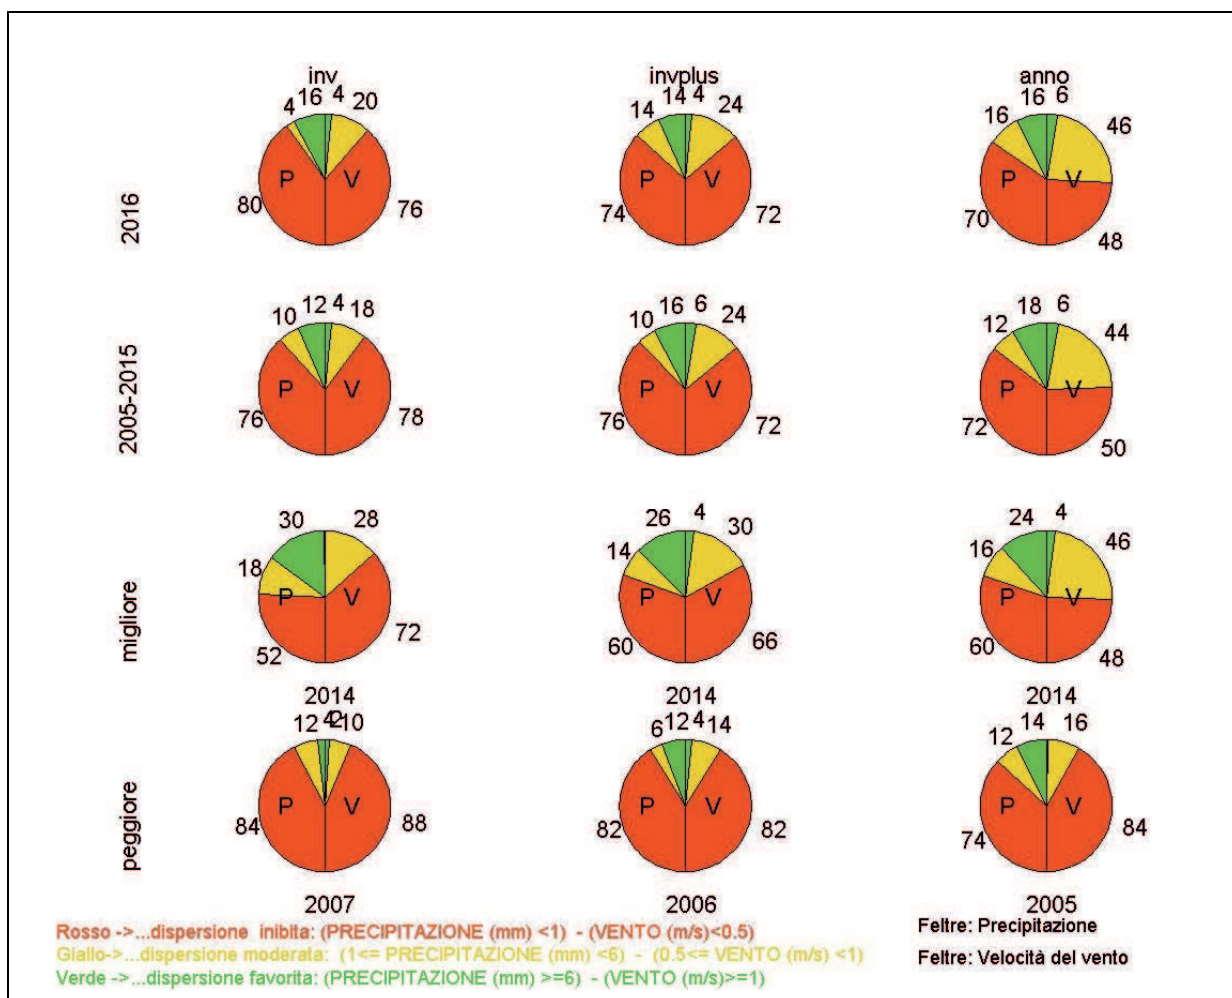 inv invplus anno
4 16 4 20 14 14 4 24 16 16 6 46
2016 P V P V P V
80 76 74 72 70 48
10 12 4 18 10 16 6 24 12 18 6 44
2005-2015 P V P V P V
76 78 76 72 72 50
30 28 26 4 30 24 4 46
18 14 16
migliore P V P V P V
52 72 60 66 60 48
2014 2014 2014
12 4 2 10 6 12 4 14 12 14 16
peggiore P V P V P V
84 88 82 82 74 84
2007 2006 2005
Rosso ->...dispersione inibita: (PRECIPITAZIONE (mm) <1) - (VENTO (m/s)<0.5)
Feltre: Precipitazione
Giallo->...dispersione moderata: (1<= PRECIPITAZIONE (mm) <6) - (0.5<= VENTO (m/s) <1)
Feltre: Velocità del vento
Verde ->...dispersione favorita: (PRECIPITAZIONE (mm) >=6) - (VENTO (m/s)>=1)